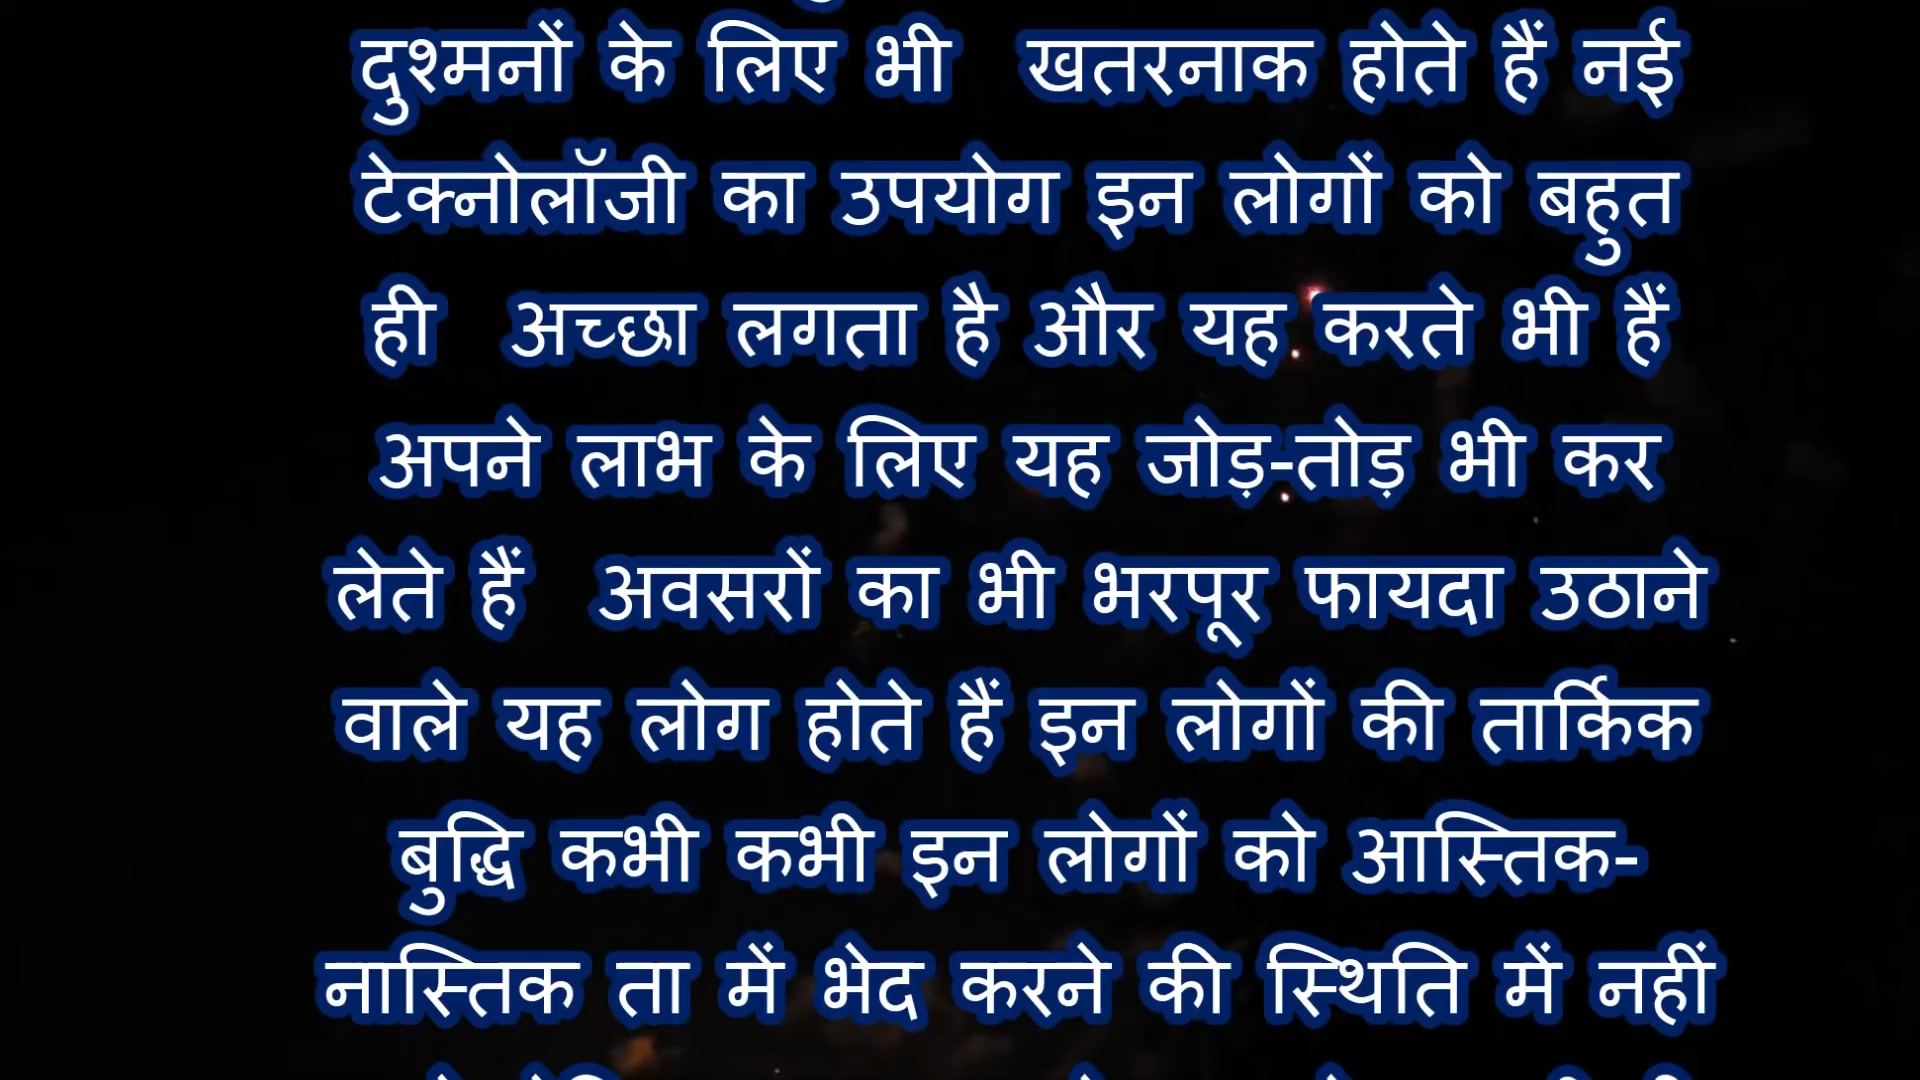 दुश्मनों के लिए भी खतरनाक होते हैं नई
टेक्नोलॉजी का उपयोग इन लोगों को बहुत
ही अच्छा लगता है और यह करते भी हैं
अपने लाभ के लिए यह जोड़-तोड़ भी कर
लेते हैं अवसरों का भी भरपूर फायदा उठाने
वाले यह लोग होते हैं इन लोगों की तार्किक
बुद्धि कभी कभी इन लोगों को आस्तिक-
नास्तिक ता में भेद करने की स्थिति में नहीं